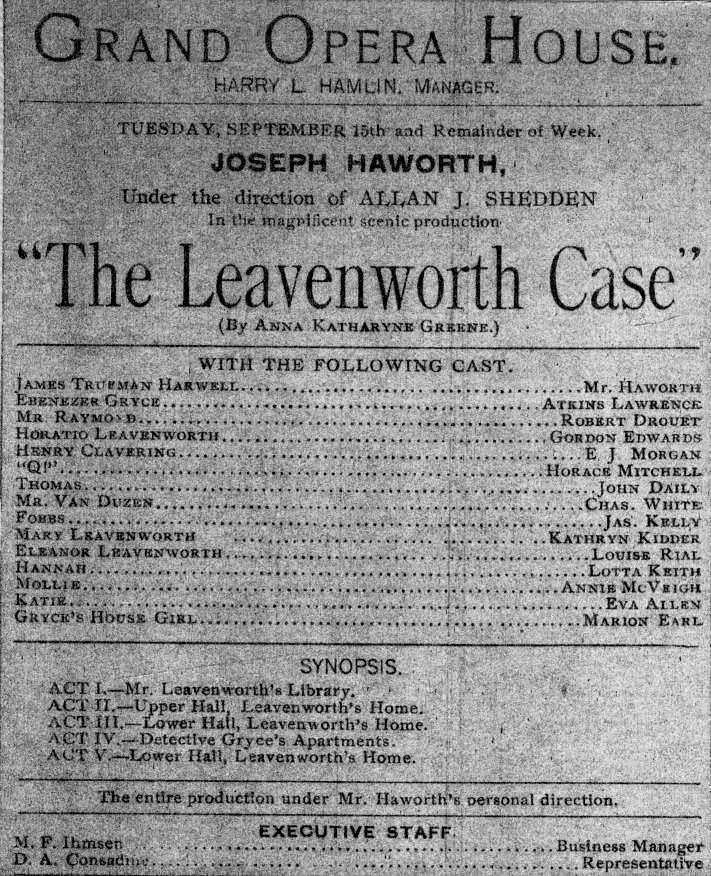 GRAND OPERA HOUSE.
HARRY L. HAMLIN, MANAGER.
TUESDAY, SEPTEMBER 15th and Remainder of Week.
JOSEPH HAWORTH,
Under the direction of ALLAN J. SHEDDEN
In the magnificent scenic production
"The Leavenworth Case"
(By ANNA KATHARYNE GREENE.)
WITH THE FOLLOWING CAST.
JAMES TRUEMAN HARWELL....MR. HAWORTH
EBENEZER GRYCE....ATKINS LAWRENCE
MR. RAYMOND....ROBERT DROUET
HORATIO LEAVENWORTH....GORDON EDWARDS
HENRY CLAVERING....E. J. MORGAN
"Q!"....HORACE MITCHELL
THOMAS....JOHN DAILY
MR. VAN DUZEN....CHAS. WHITE
FOBBS....JAS. KELLY
MARY LEAVENWORTH....KATHRYN KIDDER
ELEANOR LEAVENWORTH....LOUISE RIAL
HANNAH....LOTTA KEITH
MOLLIE....ANNIE MCVEIGH
KATIE....EVA ALLEN
GRYCE'S HOUSE GIRL....MARION EARL
SYNOPSIS.
ACT I.—Mr. Leavenworth's Library.
ACT II.—Upper Hall, Leavenworth's Home.
ACT III.—Lower Hall, Leavenworth's Home.
ACT IV.—Detective Gryce's Apartments.
ACT V.—Lower Hall, Leavenworth's Home.
The entire production under Mr. Haworth's personal direction.
EXECUTIVE STAFF.
M. F. Ihmsen....Business Manager
D. A. Consadine....Representative